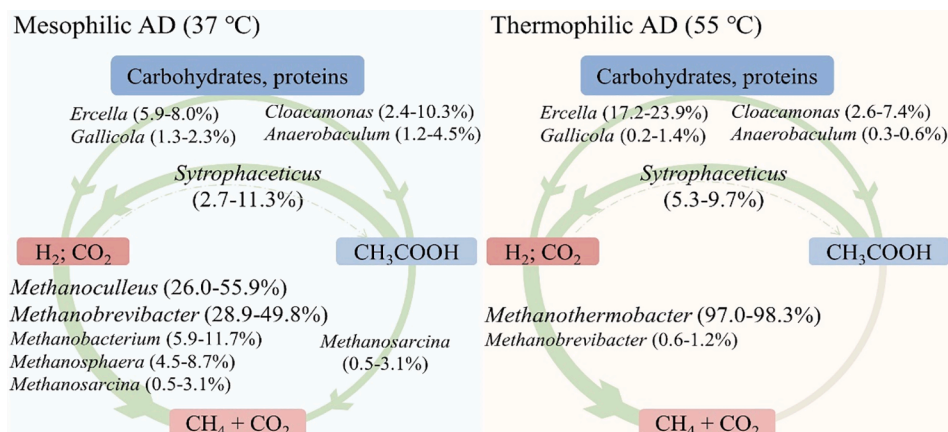 Mesophilic AD (37 °C)
Carbohydrates, proteins
Ercella (5.9-8.0%)
Cloacamonas (2.4-10.3%)
Gallicola (1.3-2.3%)
Anaerobaculum (1.2-4.5%)
Sytrophaceticus
(2.7-11.3%)
H₂; CO₂
CH₃COOH
Methanoculleus (26.0-55.9%)
Methanobrevibacter (28.9-49.8%)
Methanobacterium (5.9-11.7%)
Methanosphaera (4.5-8.7%)
Methanosarcina (0.5-3.1%)
Methanosarcina
(0.5-3.1%)
CH₄ + CO₂
Thermophilic AD (55 °C)
Carbohydrates, proteins
Ercella (17.2-23.9%)
Cloacamonas (2.6-7.4%)
Gallicola (0.2-1.4%)
Anaerobaculum (0.3-0.6%)
Sytrophaceticus
(5.3-9.7%)
H₂; CO₂
CH₃COOH
Methanothermobacter (97.0-98.3%)
Methanobrevibacter (0.6-1.2%)
CH₄ + CO₂